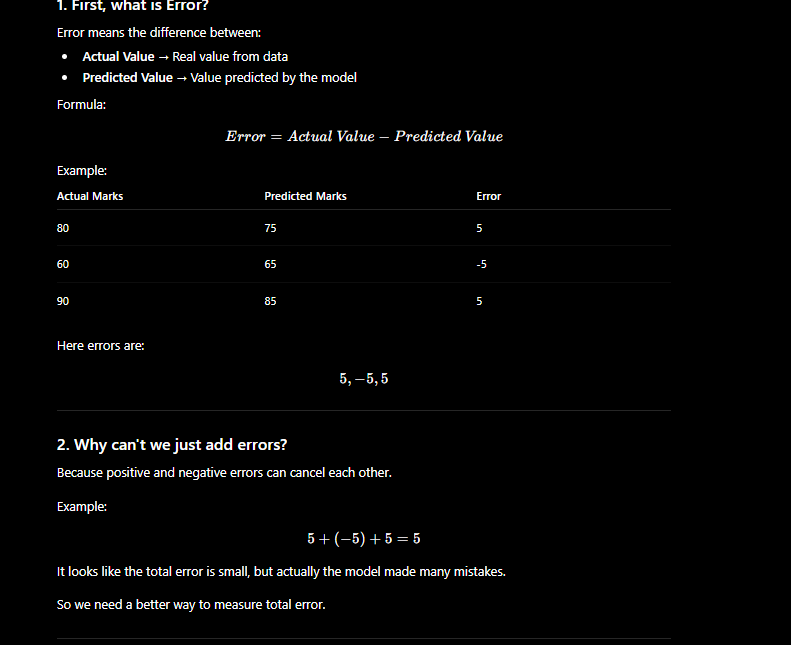 1. First, what is Error?
Error means the difference between:
• Actual Value → Real value from data
• Predicted Value → Value predicted by the model
Formula:
Error = Actual Value − Predicted Value
Example:
Actual Marks Predicted Marks Error
80 75 5
60 65 -5
90 85 5
Here errors are:
5, −5, 5
2. Why can't we just add errors?
Because positive and negative errors can cancel each other.
Example:
5 + (−5) + 5 = 5
It looks like the total error is small, but actually the model made many mistakes.
So we need a better way to measure total error.